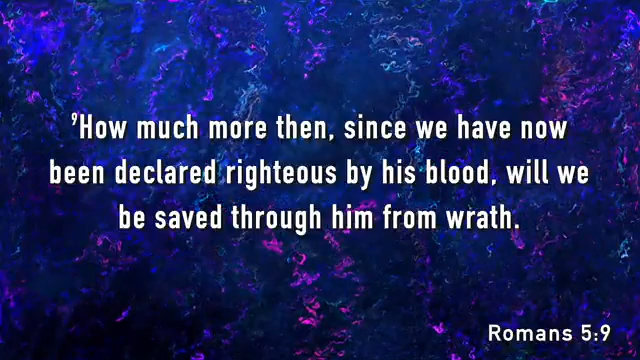 ⁹How much more then, since we have now
been declared righteous by his blood, will we
be saved through him from wrath.
Romans 5:9